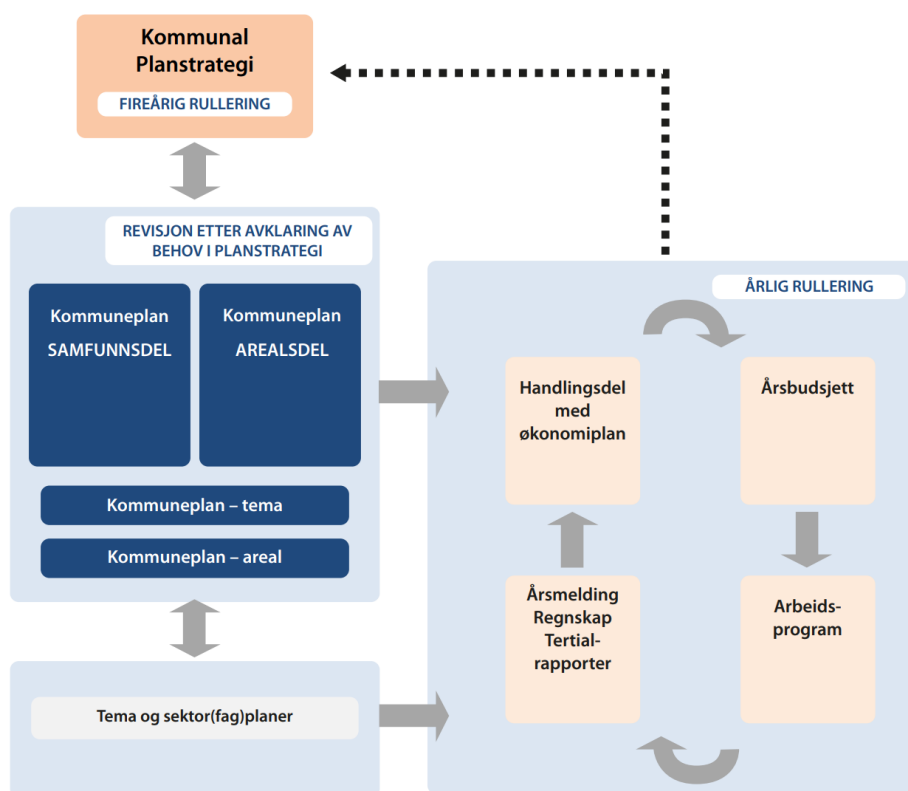 Kommunal
Planstrategi
FIREÅRIG RULLERING
REVISJON ETTER AVKLARING AV
BEHOV I PLANSTRATEGI
Kommuneplan
SAMFUNNSDEL
Kommuneplan
AREALSDEL
Kommuneplan – tema
Kommuneplan – areal
Tema og sektor(fag)planer
ÅRLIG RULLERING
Handlingsdel
med
økonomiplan
Årsbudsjett
Årsmelding
Regnskap
Tertial-
rapporter
Arbeids-
program